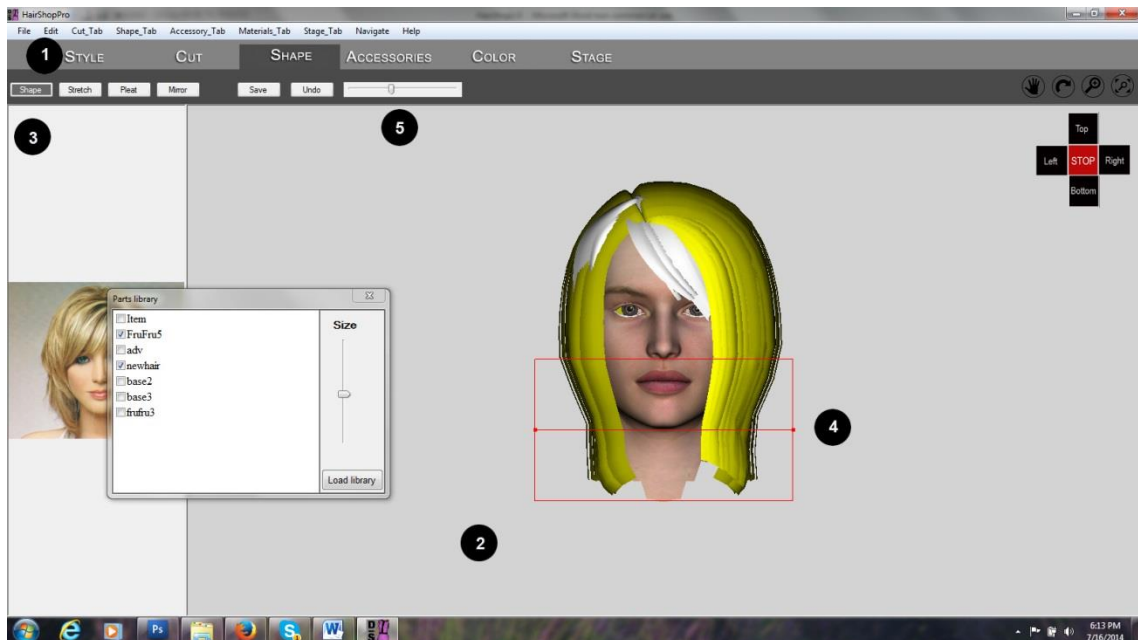 HairShopPro
File Edit Cut_Tab Shape_Tab Accessory_Tab Materials_Tab Stage_Tab Navigate Help
1 STYLE CUT SHAPE ACCESSORIES COLOR STAGE
Shape Stretch Pleat Mirror Save Undo
3
5
Top
Left STOP Right
Bottom
Parts library
Item
FruFru5
adv
newhair
base2
base3
frufru3
Size
Load library
4
2
Ps
6:13 PM
7/16/2014